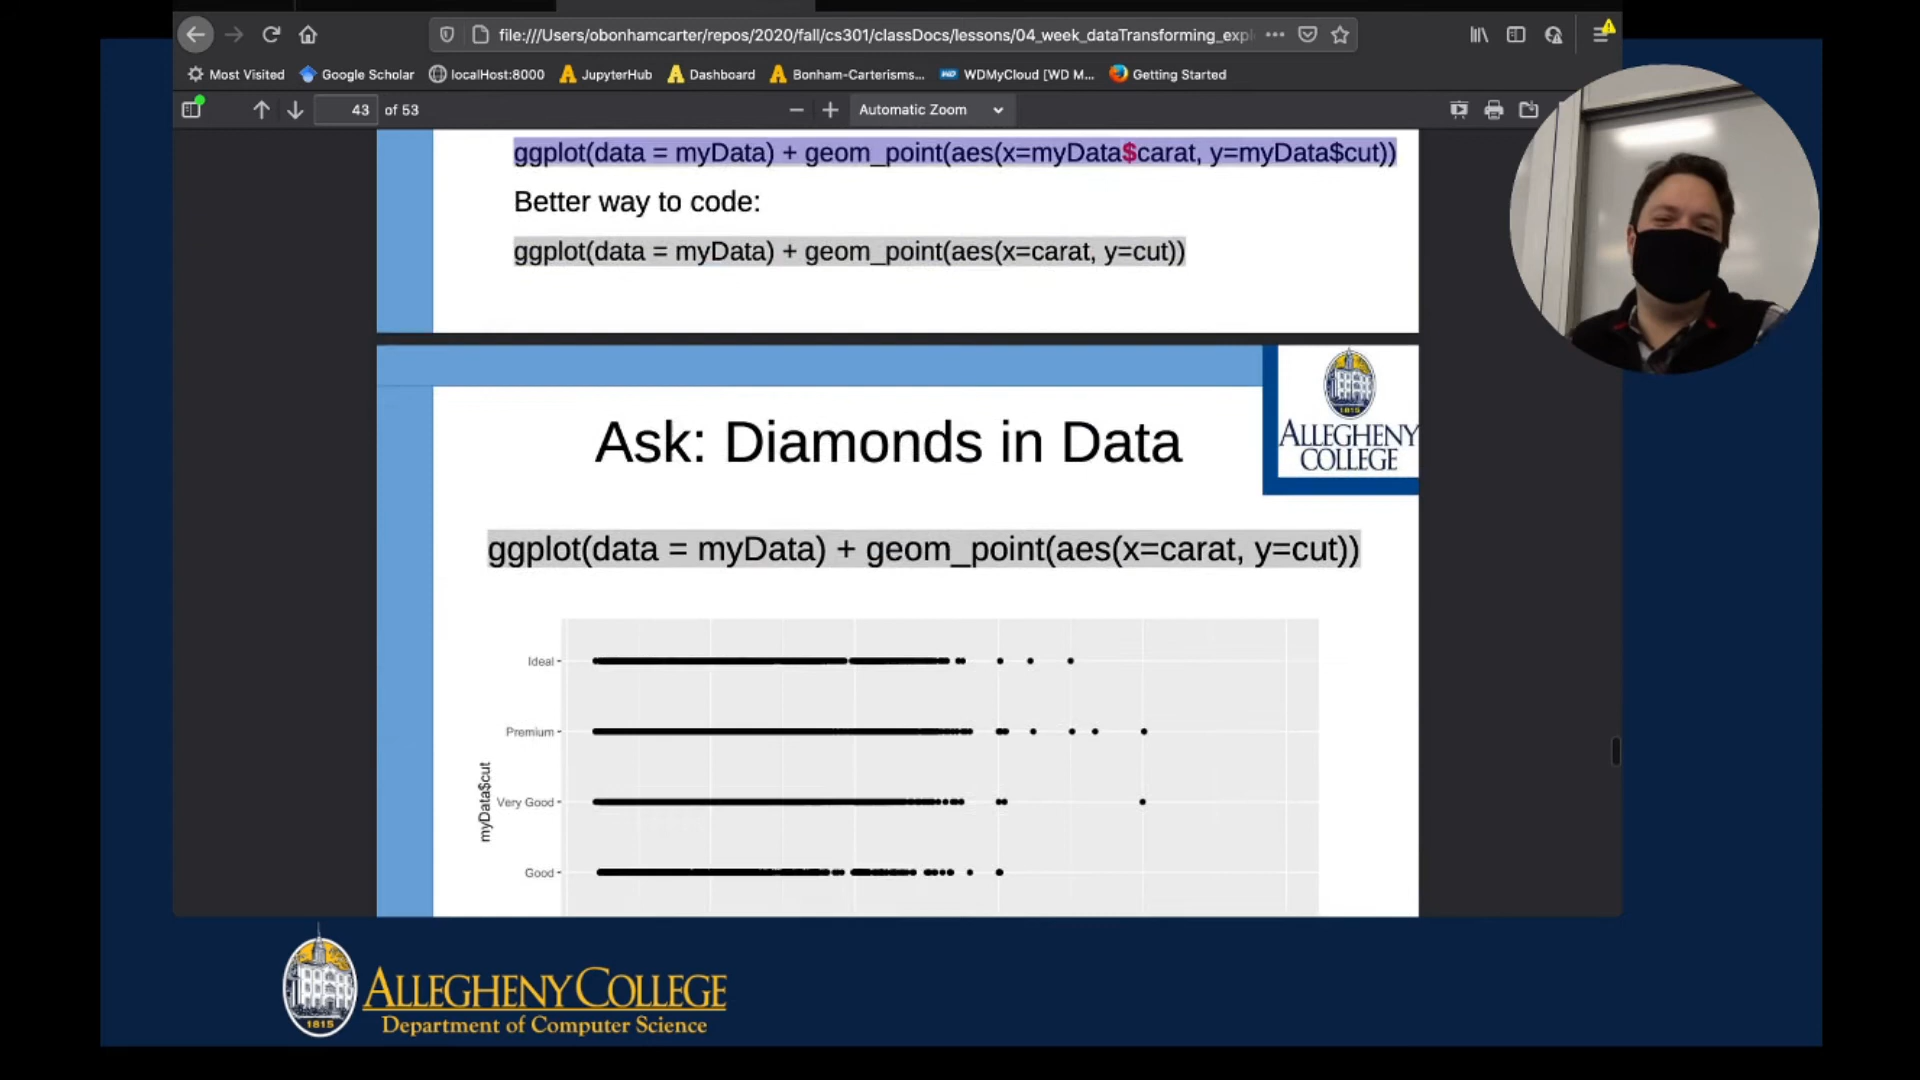 file:///Users/obonhamcarter/repos/2020/fall/cs301/classDocs/lessons/04_week_dataTransforming_expl
Most Visited Google Scholar localHost:8000 JupyterHub Dashboard Bonham-Carterisms... WDMyCloud [WD M... Getting Started
43 of 53 Automatic Zoom
ggplot(data = myData) + geom_point(aes(x=myData$carat, y=myData$cut))
Better way to code:
ggplot(data = myData) + geom_point(aes(x=carat, y=cut))
1815
ALLEGHENY
COLLEGE
Ask: Diamonds in Data
ggplot(data = myData) + geom_point(aes(x=carat, y=cut))
Ideal
Premium
Very Good
Good
myData$cut
1815
ALLEGHENY COLLEGE
Department of Computer Science